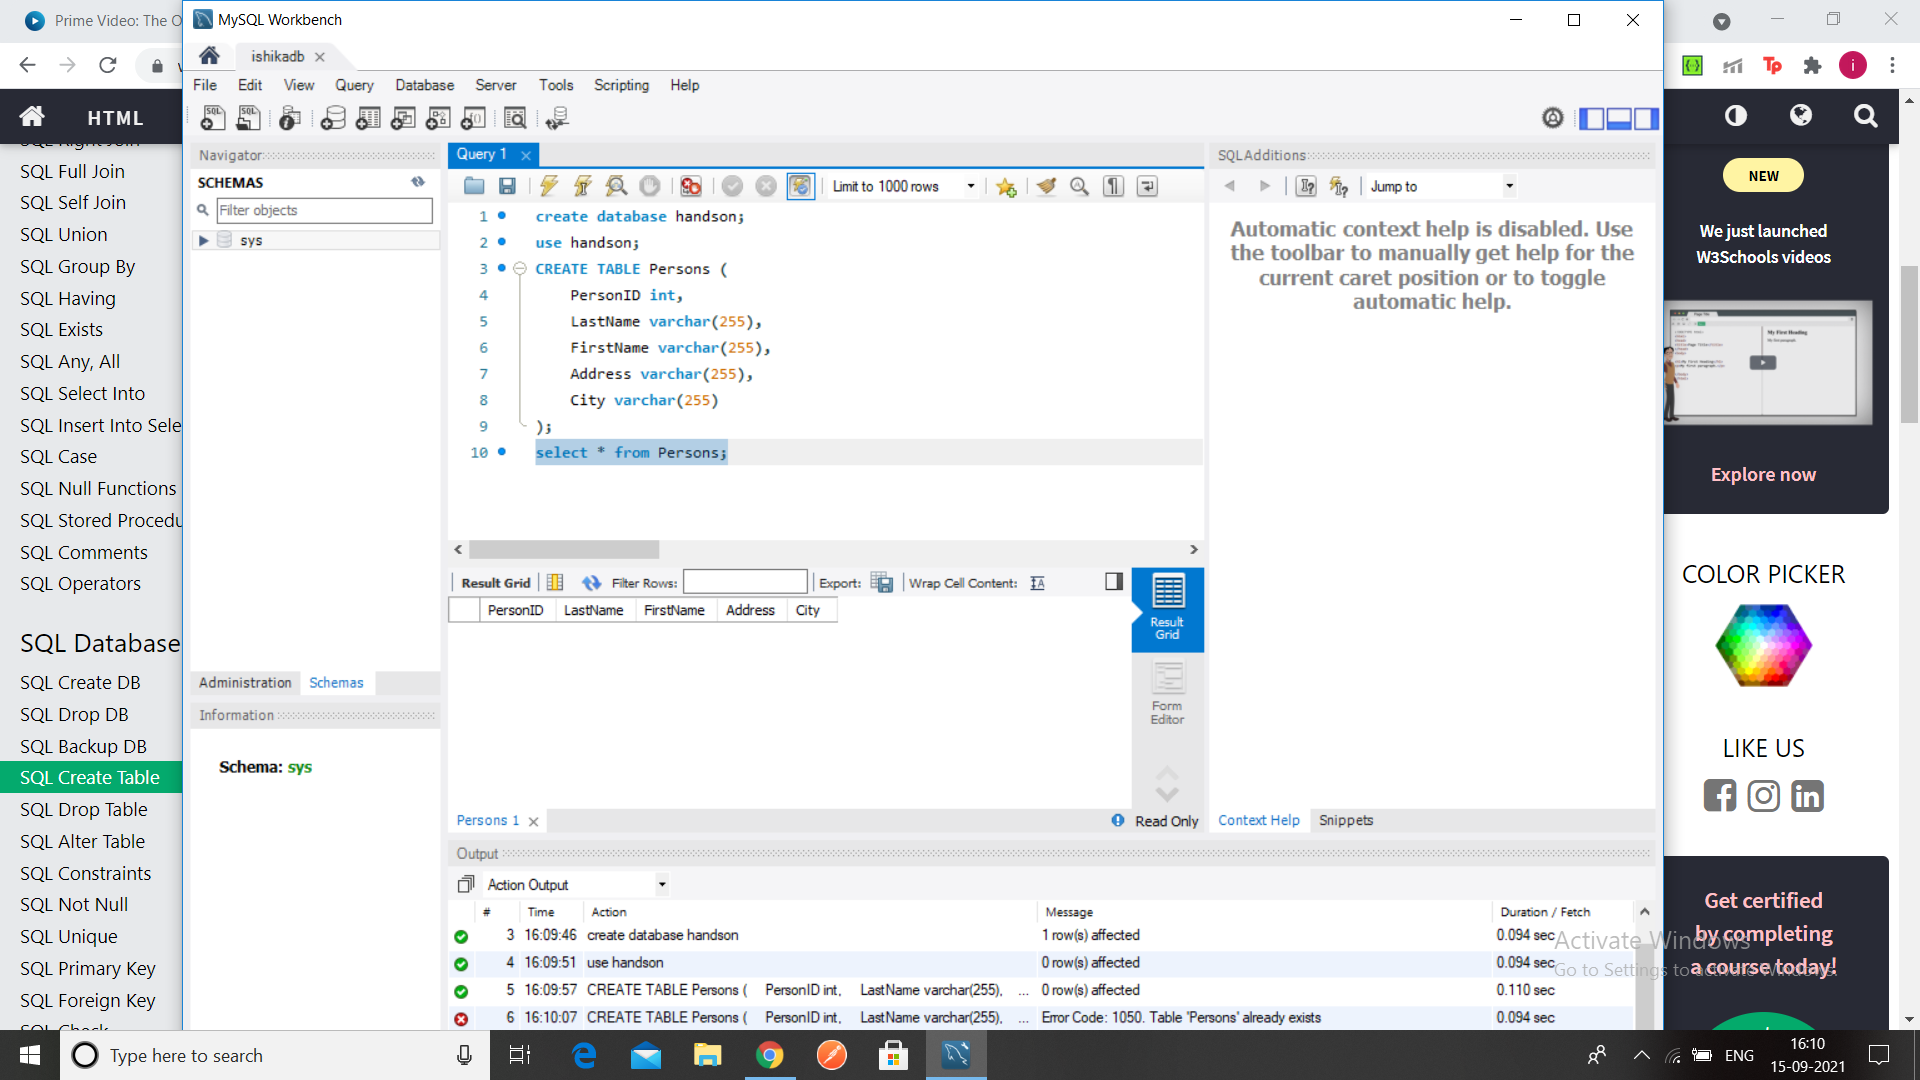 Prime Video: The O
HTML
SQL Full Join
SQL Self Join
SQL Union
SQL Group By
SQL Having
SQL Exists
SQL Any, All
SQL Select Into
SQL Insert Into Sele
SQL Case
SQL Null Functions
SQL Stored Procedu
SQL Comments
SQL Operators
SQL Database
SQL Create DB
SQL Drop DB
SQL Backup DB
SQL Create Table
SQL Drop Table
SQL Alter Table
SQL Constraints
SQL Not Null
SQL Unique
SQL Primary Key
SQL Foreign Key
MySQL Workbench
ishikadb
File Edit View Query Database Server Tools Scripting Help
Navigator
SCHEMAS
Filter objects
sys
Administration Schemas
Information
Schema: sys
Query 1
Limit to 1000 rows
1 create database handson;
2 use handson;
3 CREATE TABLE Persons (
4 PersonID int,
5 LastName varchar(255),
6 FirstName varchar(255),
7 Address varchar(255),
8 City varchar(255)
9 );
10 select * from Persons;
Result Grid Filter Rows: Export: Wrap Cell Content:
PersonID LastName FirstName Address City
Result
Grid
Form
Editor
Persons 1 Read Only
SQLAdditions
Jump to
Automatic context help is disabled. Use
the toolbar to manually get help for the
current caret position or to toggle
automatic help.
Context Help Snippets
Output
Action Output
# Time Action Message Duration / Fetch
3 16:09:46 create database handson 1 row(s) affected 0.094 sec
4 16:09:51 use handson 0 row(s) affected 0.094 sec
5 16:09:57 CREATE TABLE Persons ( PersonID int, LastName varchar(255), ... 0 row(s) affected 0.110 sec
6 16:10:07 CREATE TABLE Persons ( PersonID int, LastName varchar(255), ... Error Code: 1050. Table 'Persons' already exists 0.094 sec
i
NEW
We just launched
W3Schools videos
Explore now
COLOR PICKER
LIKE US
Get certified
by completing
a course today!
Activate Windows
Go to Settings to activate Windows.
Type here to search
ENG
16:10
15-09-2021